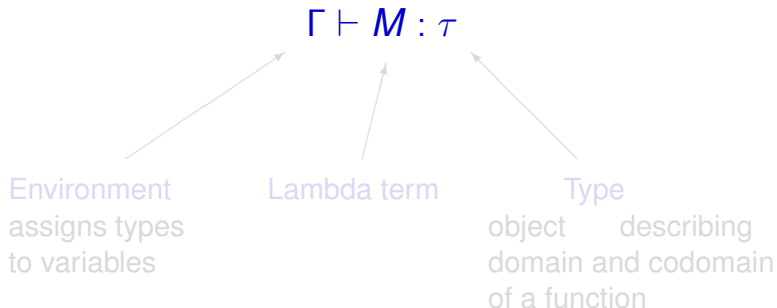 Γ ⊢ M : τ
Environment Lambda term Type
assigns types object describing
to variables domain and codomain
of a function